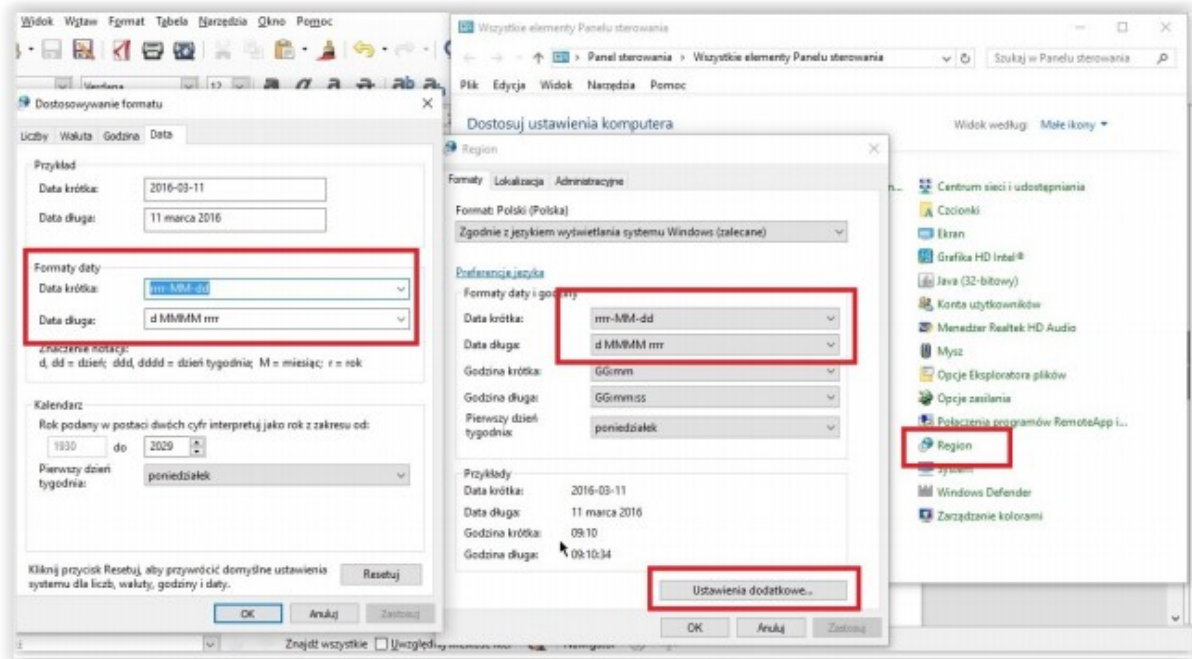 Widok Wstaw Format Tabela Narzędzia Okno Pomoc
Verdana 12
Dostosowywanie formatu
Liczby Waluta Godzina Data
Przykład
Data krótka: 2016-03-11
Data długa: 11 marca 2016
Formaty daty
Data krótka: rrrr-MM-dd
Data długa: d MMMM rrrr
Znaczenie notacji:
d, dd = dzień; ddd, dddd = dzień tygodnia; M = miesiąc; r = rok
Kalendarz
Rok podany w postaci dwóch cyfr interpretuj jako rok z zakresu od:
1930 do 2029
Pierwszy dzień
tygodnia: poniedziałek
Kliknij przycisk Resetuj, aby przywrócić domyślne ustawienia
systemu dla liczb, waluty, godziny i daty.
Resetuj
OK Anuluj Zastosuj
Wszystkie elementy Panelu sterowania
Panel sterowania > Wszystkie elementy Panelu sterowania
Szukaj w Panelu sterowania
Plik Edycja Widok Narzędzia Pomoc
Dostosuj ustawienia komputera
Widok według: Małe ikony
Region
Formaty Lokalizacja Administracyjne
Format: Polski (Polska)
Zgodnie z językiem wyświetlania systemu Windows (zalecane)
Preferencje języka
Formaty daty i godziny
Data krótka: rrrr-MM-dd
Data długa: d MMMM rrrr
Godzina krótka: GG:mm
Godzina długa: GG:mm:ss
Pierwszy dzień
tygodnia: poniedziałek
Przykłady
Data krótka: 2016-03-11
Data długa: 11 marca 2016
Godzina krótka: 09:10
Godzina długa: 09:10:34
Ustawienia dodatkowe...
OK Anuluj Zastosuj
Centrum sieci i udostępniania
Czcionki
Ekran
Grafika HD Intel®
Java (32-bitowy)
Konta użytkowników
Menedżer Realtek HD Audio
Mysz
Opcje Eksploratora plików
Opcje zasilania
Połączenia programów RemoteApp i...
Region
System
Windows Defender
Zarządzanie kolorami
Znajdź wszystkie